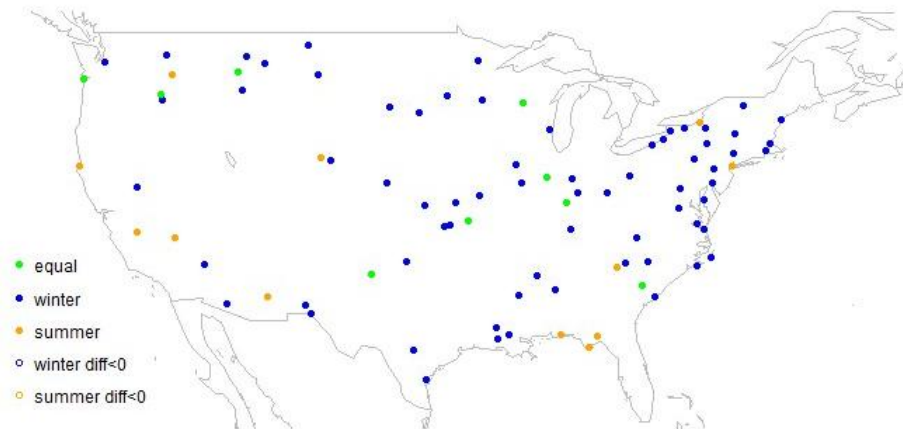 equal
winter
summer
winter diff<0
summer diff<0